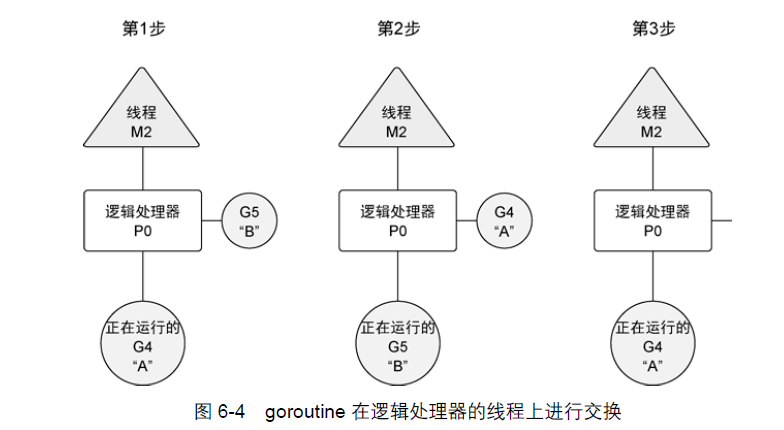 第1步
第2步
第3步
线程
M2
线程
M2
线程
M2
逻辑处理器
P0
G5
“B”
逻辑处理器
P0
G4
“A”
逻辑处理器
P0
正在运行的
G4
“A”
正在运行的
G5
“B”
正在运行的
G4
“A”
图 6-4 goroutine 在逻辑处理器的线程上进行交换